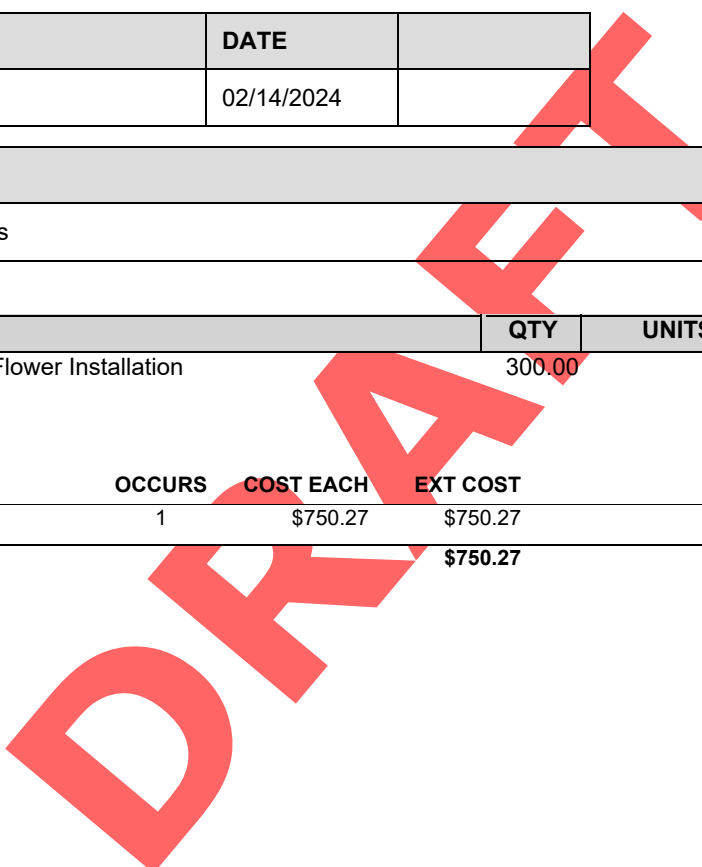 DATE
02/14/2024
s
QTY UNITS
Flower Installation 300.00
OCCURS COST EACH EXT COST
1 $750.27 $750.27
$750.27
DRAFT